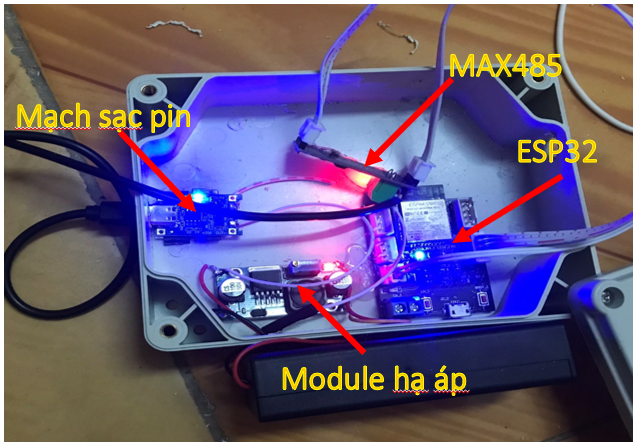 MAX485
Mạch sạc pin
ESP32
Module hạ áp